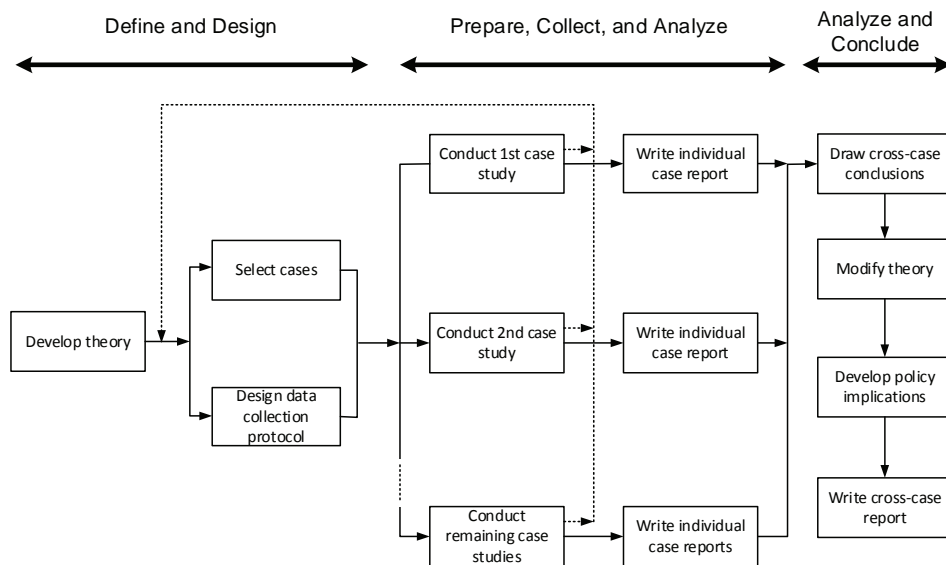 Define and Design
Prepare, Collect, and Analyze
Analyze and
Conclude
Conduct 1st case
study
Write individual
case report
Draw cross-case
conclusions
Select cases
Modify theory
Develop theory
Conduct 2nd case
study
Write individual
case report
Design data
collection
protocol
Develop policy
implications
Conduct
remaining case
studies
Write individual
case reports
Write cross-case
report